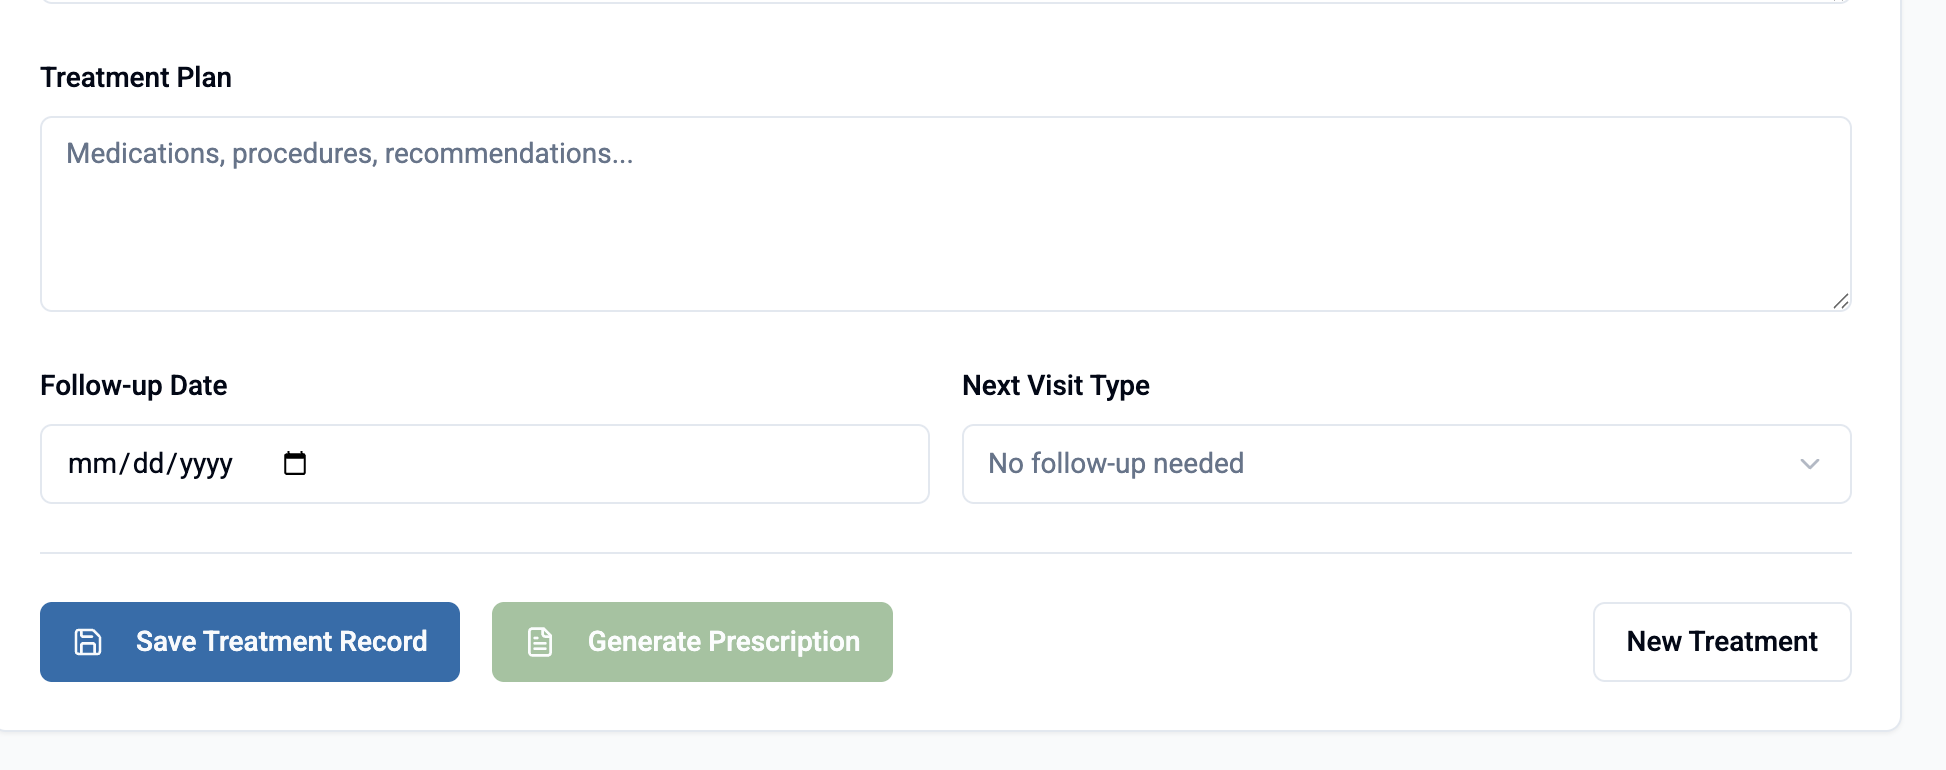 Treatment Plan
Medications, procedures, recommendations...
Follow-up Date
Next Visit Type
mm/dd/yyyy
No follow-up needed
Save Treatment Record
Generate Prescription
New Treatment